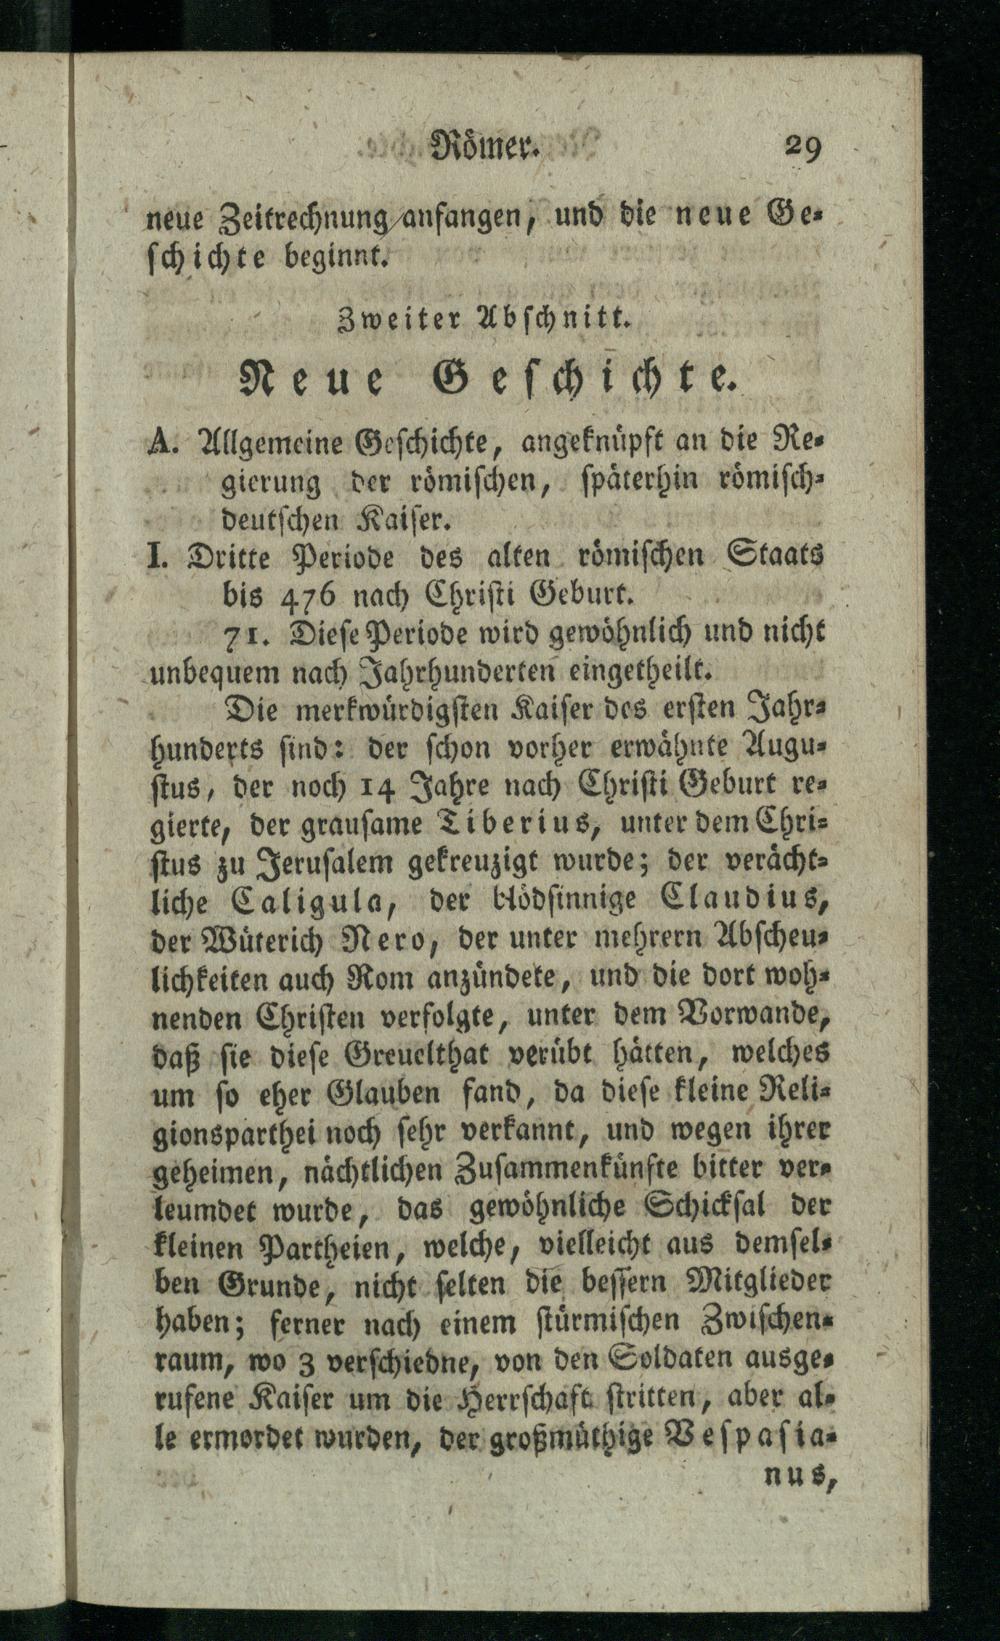 Römer. 29
neue Zeitrechnung anfangen, und die neue Ge-
schichte beginnt.
Zweiter Abschnitt.
Neue Geschichte.
A. Allgemeine Geschichte, angeknüpft an die Re-
gierung der römischen, späterhin römisch-
deutschen Kaiser.
I. Dritte Periode des alten römischen Staats
bis 476 nach Christi Geburt.
71. Diese Periode wird gewöhnlich und nicht
unbequem nach Jahrhunderten eingetheilt.
Die merkwürdigsten Kaiser des ersten Jahr-
hunderts sind: der schon vorher erwähnte Augu-
stus, der noch 14 Jahre nach Christi Geburt re-
gierte, der grausame Tiberius, unter dem Chri-
stus zu Jerusalem gekreuzigt wurde; der verächt-
liche Caligula, der blödsinnige Claudius,
der Wüterich Nero, der unter mehrern Abscheu-
lichkeiten auch Rom anzündete, und die dort woh-
nenden Christen verfolgte, unter dem Vorwande,
daß sie diese Greuelthat verübt hätten, welches
um so eher Glauben fand, da diese kleine Reli-
gionsparthei noch sehr verkannt, und wegen ihrer
geheimen, nächtlichen Zusammenkünfte bitter ver-
leumdet wurde, das gewöhnliche Schicksal der
kleinen Partheien, welche, vielleicht aus demsel-
ben Grunde, nicht selten die bessern Mitglieder
haben; ferner nach einem stürmischen Zwischen-
raum, wo 3 verschiedne, von den Soldaten ausge-
rufene Kaiser um die Herrschaft stritten, aber al-
le ermordet wurden, der großmüthige Vespasia-
nus,